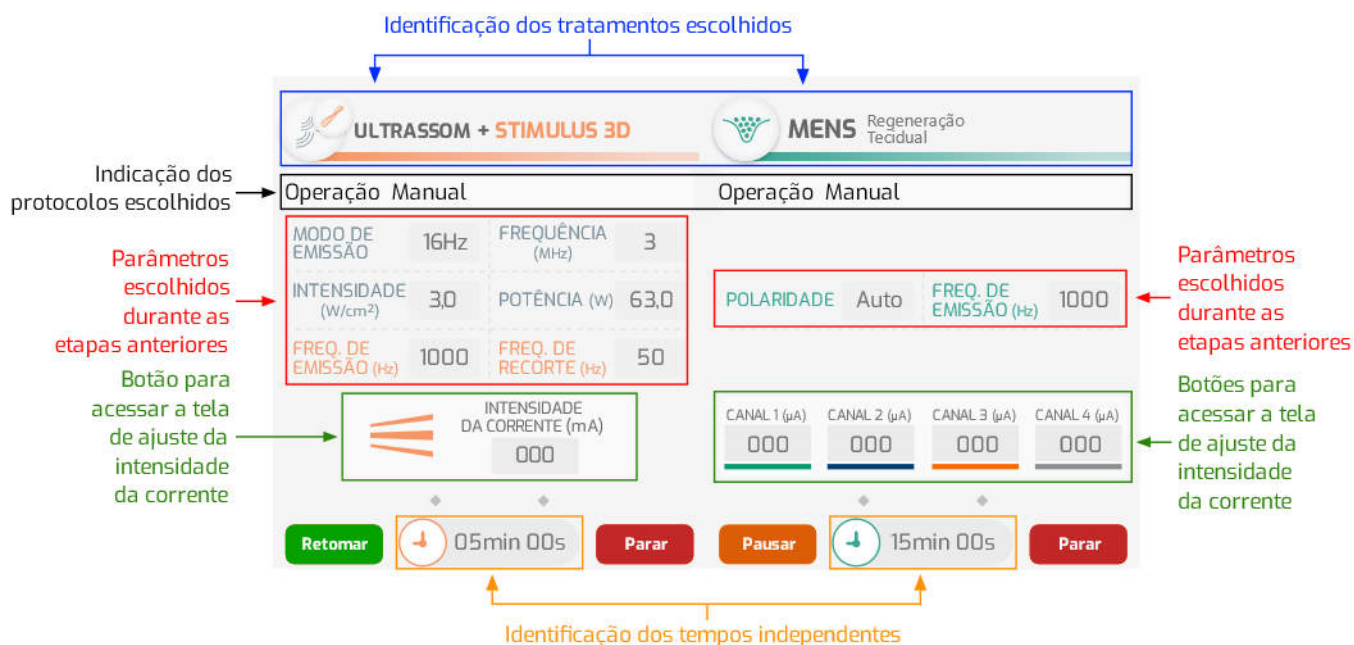 Identificação dos tratamentos escolhidos
ULTRASSOM + STIMULUS 3D
MENS Regeneração
Tecidual
Indicação dos
protocolos escolhidos
Operação Manual
Operação Manual
Parâmetros
escolhidos
durante as
etapas anteriores
MODO DE
EMISSÃO
16Hz
FREQUÊNCIA
(MHz)
3
INTENSIDADE
(W/cm²)
3,0
POTÊNCIA (W)
63,0
FREQ. DE
EMISSÃO (Hz)
1000
FREQ. DE
RECORTE (Hz)
50
POLARIDADE
Auto
FREQ. DE
EMISSÃO (Hz)
1000
Parâmetros
escolhidos
durante as
etapas anteriores
Botão para
acessar a tela
de ajuste da
intensidade
da corrente
INTENSIDADE
DA CORRENTE (mA)
000
CANAL 1 (µA)
000
CANAL 2 (µA)
000
CANAL 3 (µA)
000
CANAL 4 (µA)
000
Botões para
acessar a tela
de ajuste da
intensidade
da corrente
Retomar
05min 00s
Parar
Pausar
15min 00s
Parar
Identificação dos tempos independentes